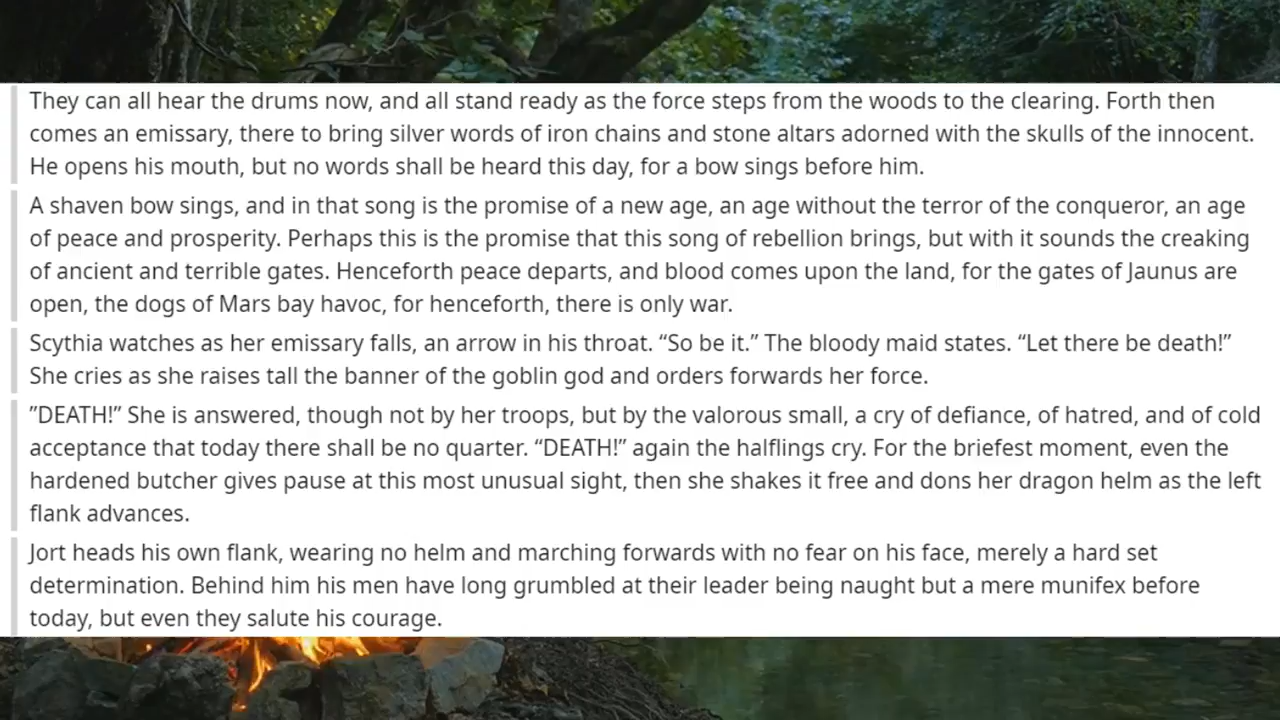 They can all hear the drums now, and all stand ready as the force steps from the woods to the clearing. Forth then
comes an emissary, there to bring silver words of iron chains and stone altars adorned with the skulls of the innocent.
He opens his mouth, but no words shall be heard this day, for a bow sings before him.
A shaven bow sings, and in that song is the promise of a new age, an age without the terror of the conqueror, an age
of peace and prosperity. Perhaps this is the promise that this song of rebellion brings, but with it sounds the creaking
of ancient and terrible gates. Henceforth peace departs, and blood comes upon the land, for the gates of Jaunus are
open, the dogs of Mars bay havoc, for henceforth, there is only war.
Scythia watches as her emissary falls, an arrow in his throat. “So be it.” The bloody maid states. “Let there be death!”
She cries as she raises tall the banner of the goblin god and orders forwards her force.
”DEATH!” She is answered, though not by her troops, but by the valorous small, a cry of defiance, of hatred, and of cold
acceptance that today there shall be no quarter. “DEATH!” again the halflings cry. For the briefest moment, even the
hardened butcher gives pause at this most unusual sight, then she shakes it free and dons her dragon helm as the left
flank advances.
Jort heads his own flank, wearing no helm and marching forwards with no fear on his face, merely a hard set
determination. Behind him his men have long grumbled at their leader being naught but a mere munifex before
today, but even they salute his courage.